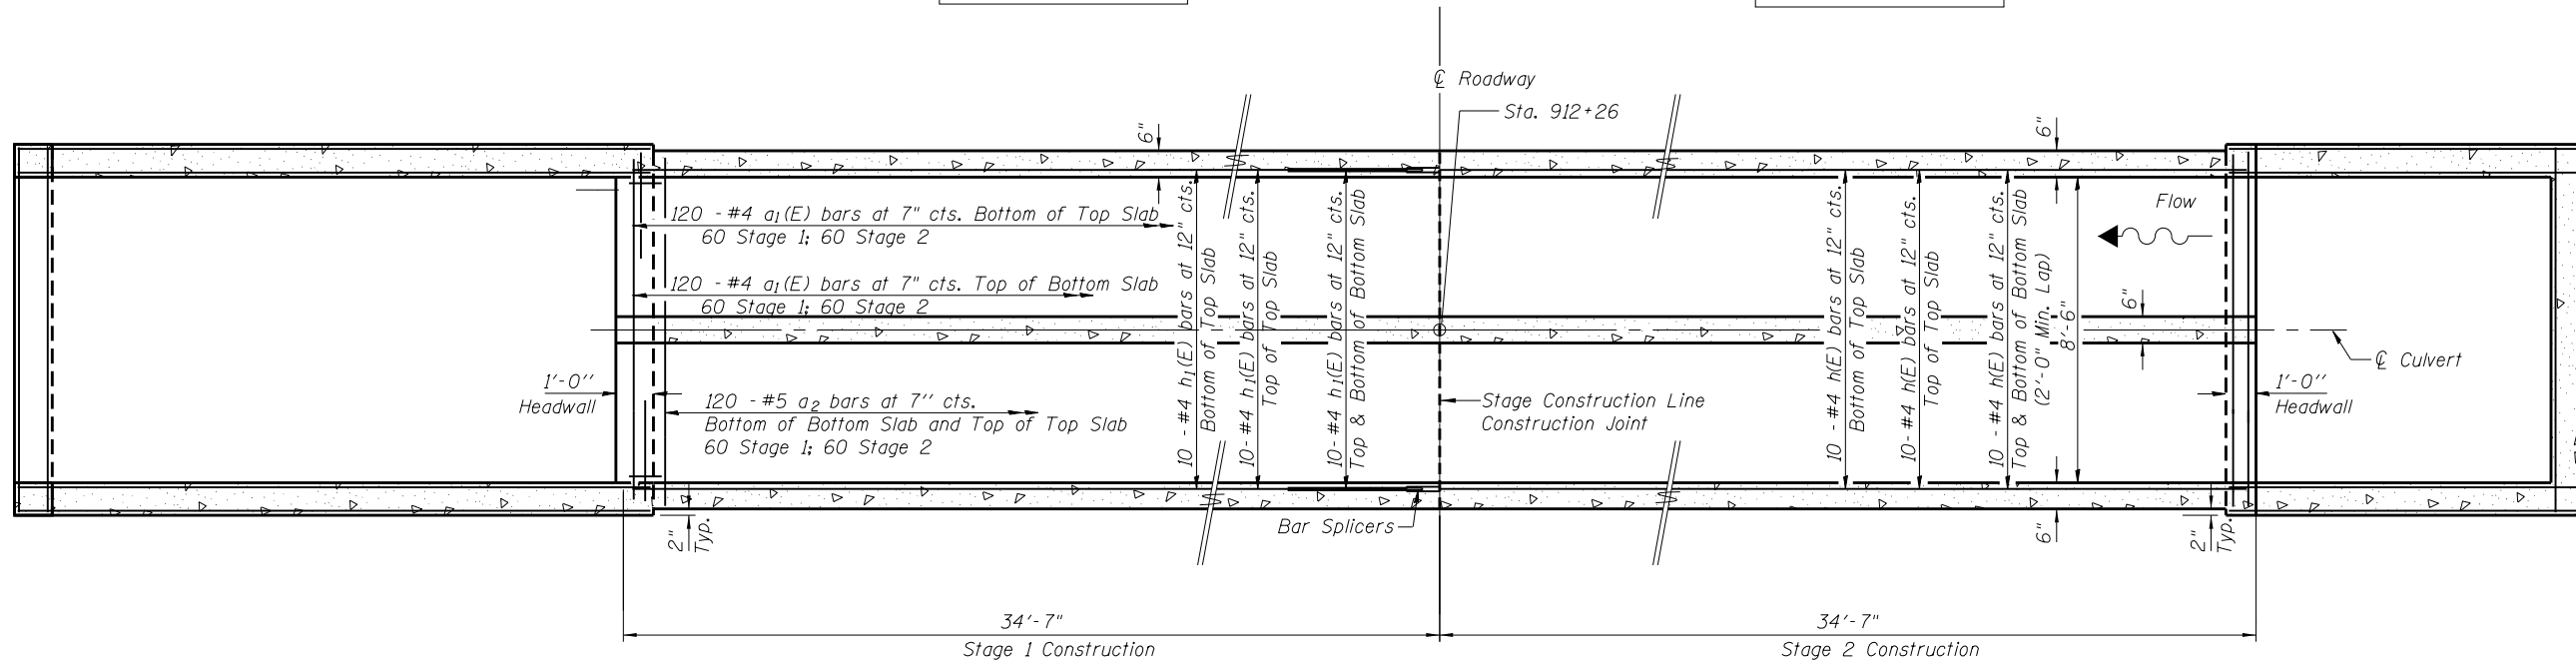 ℄ Roadway
Sta. 912+26
6"
6"
120 - #4 a₁(E) bars at 7" cts. Bottom of Top Slab
60 Stage 1; 60 Stage 2
120 - #4 a₁(E) bars at 7" cts. Top of Bottom Slab
60 Stage 1; 60 Stage 2
1'-0''
Headwall
120 - #5 a₂ bars at 7'' cts.
Bottom of Bottom Slab and Top of Top Slab
60 Stage 1; 60 Stage 2
2"
Typ.
10 - #4 h₁(E) bars at 12" cts.
Bottom of Top Slab
10- #4 h₁(E) bars at 12" cts.
Top of Top Slab
10- #4 h₁(E) bars at 12" cts.
Top & Bottom of Bottom Slab
Bar Splicers
Stage Construction Line
Construction Joint
10 - #4 h(E) bars at 12" cts.
Bottom of Top Slab
10- #4 h(E) bars at 12" cts.
Top of Top Slab
10 - #4 h(E) bars at 12" cts.
Top & Bottom of Bottom Slab
(2'-0" Min. Lap)
8'-6"
Flow
6"
℄ Culvert
1'-0''
Headwall
6"
2"
Typ.
34'-7"
Stage 1 Construction
34'-7"
Stage 2 Construction